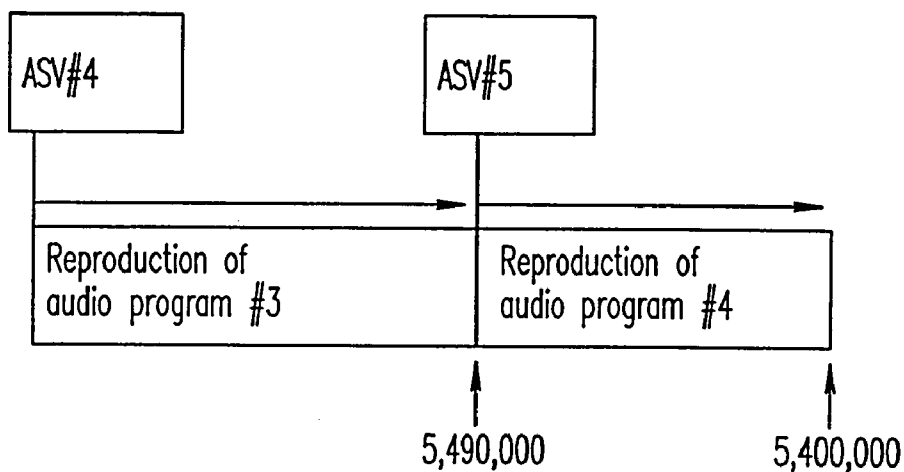 ASV#4
ASV#5
Reproduction of
audio program #3
Reproduction of
audio program #4
5,490,000
5,400,000